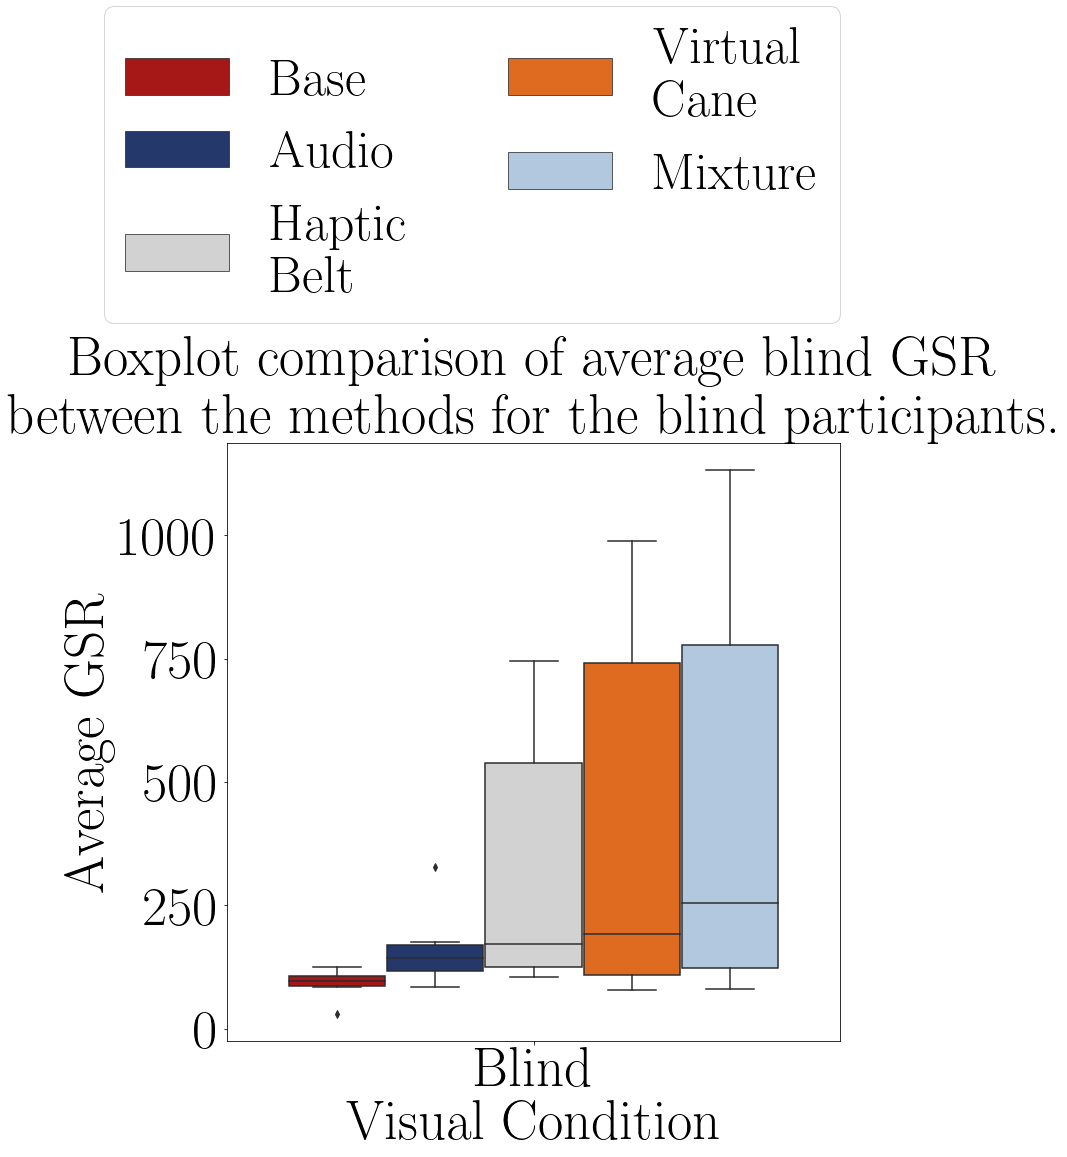 Base
Audio
Haptic
Belt
Virtual
Cane
Mixture
Boxplot comparison of average blind GSR
between the methods for the blind participants.
1000
750
500
250
0
Average GSR
Blind
Visual Condition